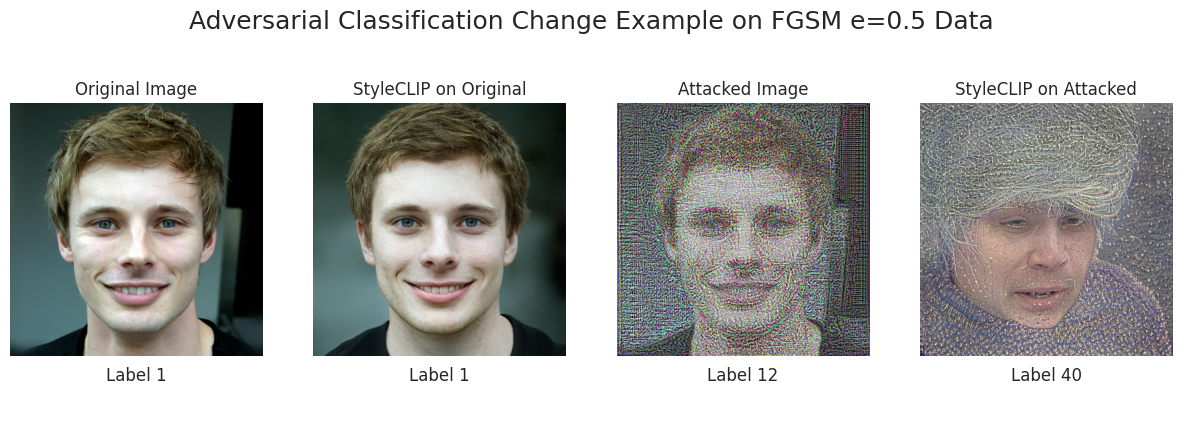 Adversarial Classification Change Example on FGSM e=0.5 Data
Original Image
StyleCLIP on Original
Attacked Image
StyleCLIP on Attacked
Label 1
Label 1
Label 12
Label 40